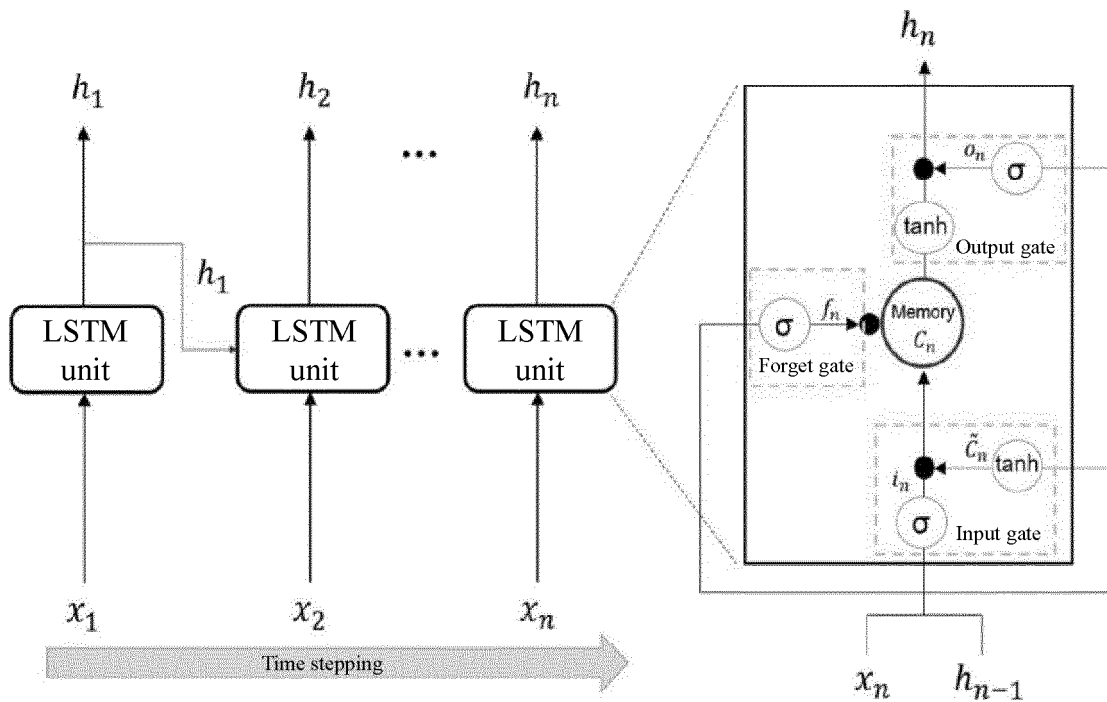 h₁
h₂
hₙ
...
h₁
LSTM
unit
LSTM
unit
...
LSTM
unit
x₁
x₂
xₙ
Time stepping
hₙ
oₙ
σ
tanh
Output gate
σ
fₙ
Memory
Cₙ
Forget gate
C̃ₙ
tanh
iₙ
σ
Input gate
xₙ
hₙ₋₁